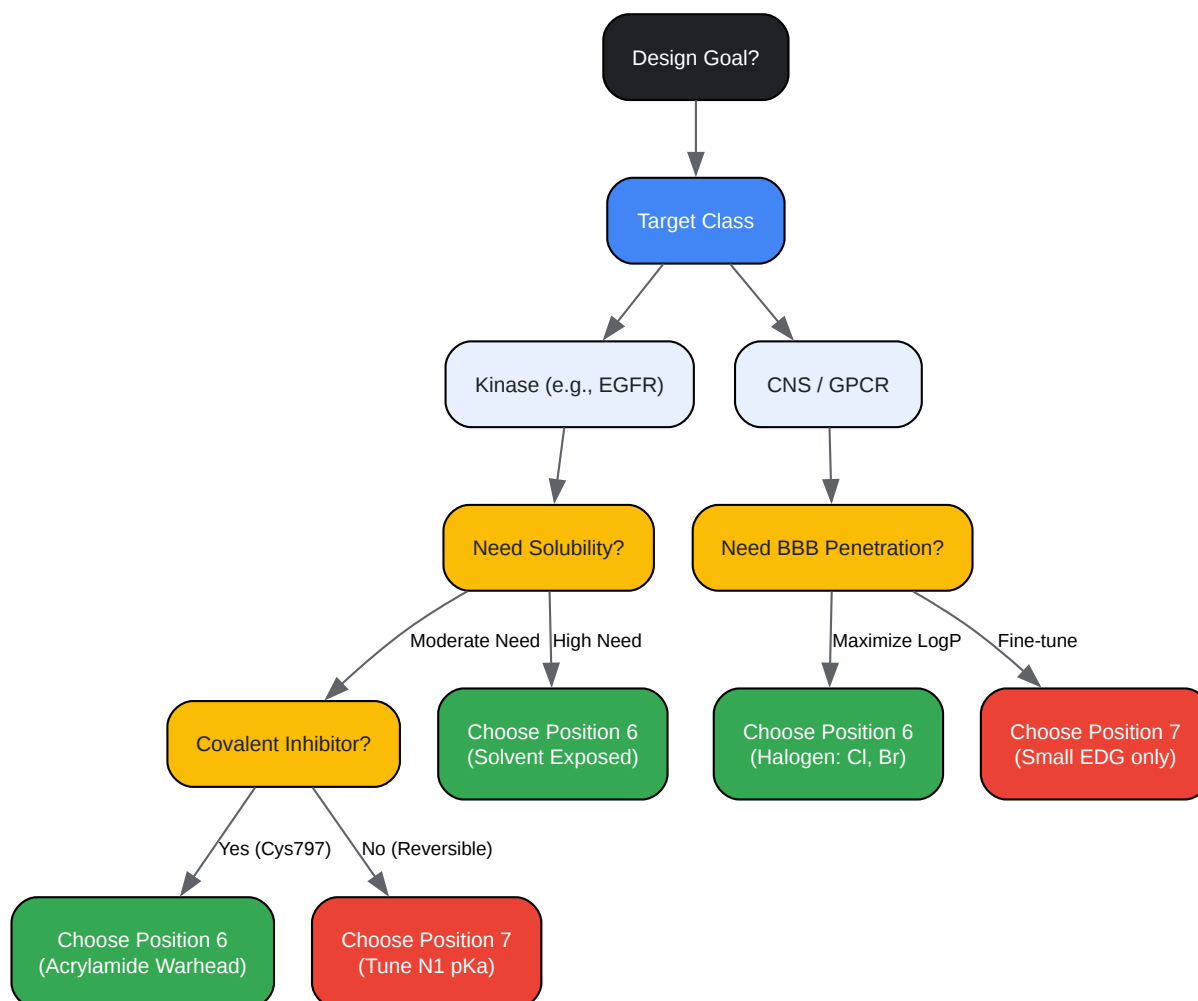 Design Goal?
Target Class
Kinase (e.g., EGFR)
CNS / GPCR
Need Solubility?
Need BBB Penetration?
Moderate Need
High Need
Maximize LogP
Fine-tune
Covalent Inhibitor?
Choose Position 6
(Solvent Exposed)
Choose Position 6
(Halogen: Cl, Br)
Choose Position 7
(Small EDG only)
Yes (Cys797)
No (Reversible)
Choose Position 6
(Acrylamide Warhead)
Choose Position 7
(Tune N1 pKa)